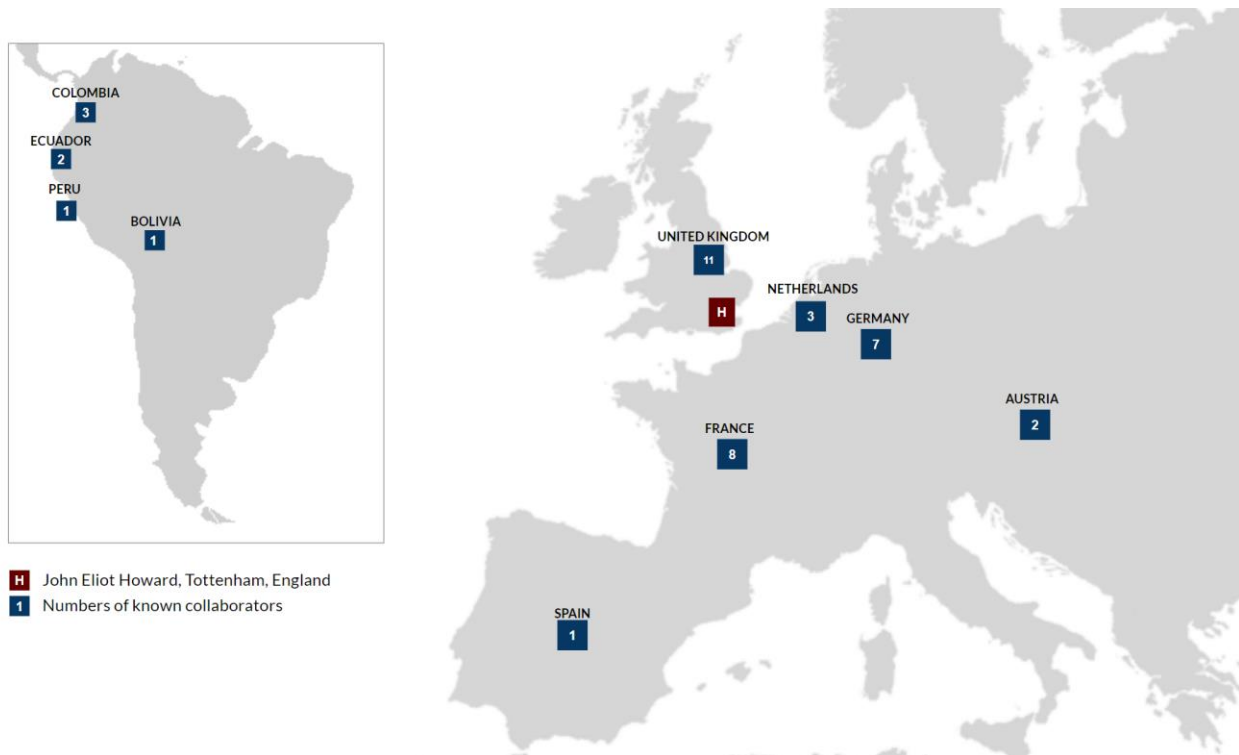 COLOMBIA
3
ECUADOR
2
PERU
1
BOLIVIA
1
H John Eliot Howard, Tottenham, England
1 Numbers of known collaborators
UNITED KINGDOM
11
H
NETHERLANDS
3
GERMANY
7
AUSTRIA
2
FRANCE
8
SPAIN
1